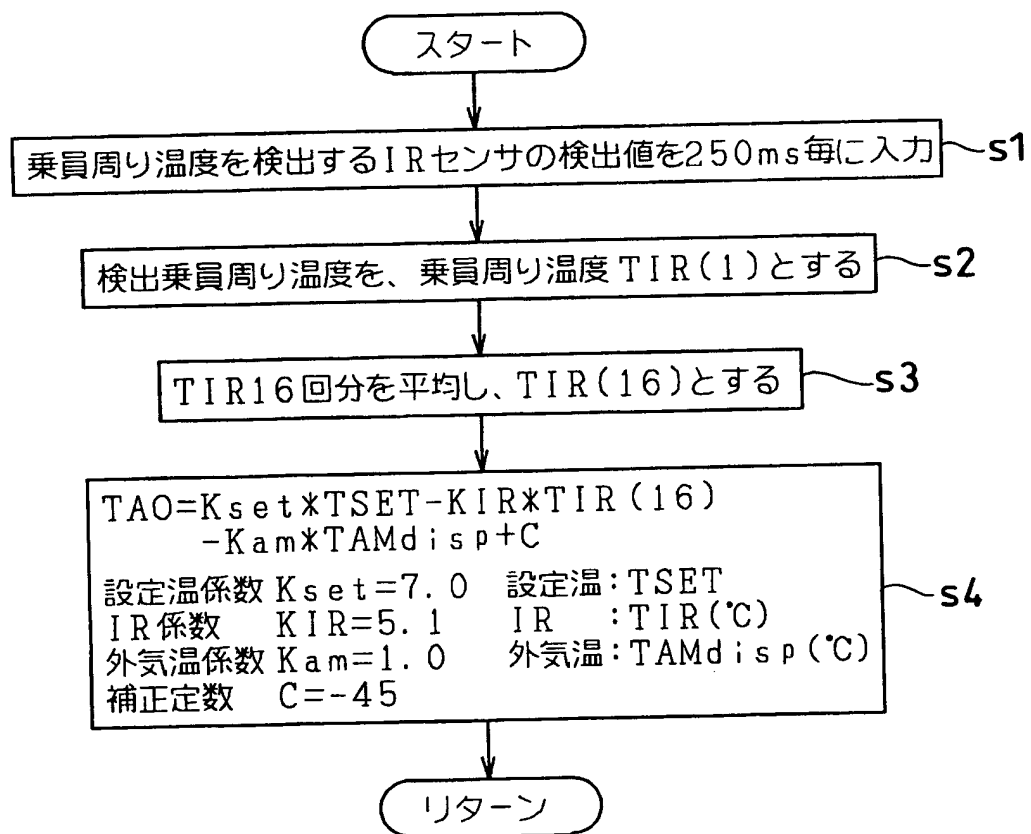 スタート
乗員周り温度を検出するIRセンサの検出値を250ms毎に入力
s1
検出乗員周り温度を、乗員周り温度TIR(1)とする
s2
TIR16回分を平均し、TIR(16)とする
s3
TAO=Kset*TSET-KIR*TIR(16)
-Kam*TAMdisp+C
設定温係数 Kset=7.0 設定温:TSET
IR係数 KIR=5.1 IR :TIR(℃)
外気温係数 Kam=1.0 外気温:TAMdisp(℃)
補正定数 C=-45
s4
リターン